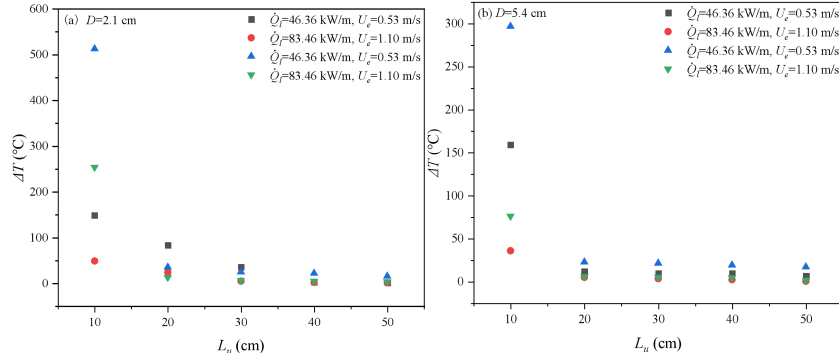 (a) D=2.1 cm
Q̇l=46.36 kW/m, Ue=0.53 m/s
Q̇l=83.46 kW/m, Ue=1.10 m/s
Q̇l=46.36 kW/m, Ue=0.53 m/s
Q̇l=83.46 kW/m, Ue=1.10 m/s
600
500
400
300
200
100
0
ΔT (°C)
10 20 30 40 50
Lu (cm)
(b) D=5.4 cm
Q̇l=46.36 kW/m, Ue=0.53 m/s
Q̇l=83.46 kW/m, Ue=1.10 m/s
Q̇l=46.36 kW/m, Ue=0.53 m/s
Q̇l=83.46 kW/m, Ue=1.10 m/s
300
250
200
150
100
50
0
ΔT (°C)
10 20 30 40 50
Lu (cm)